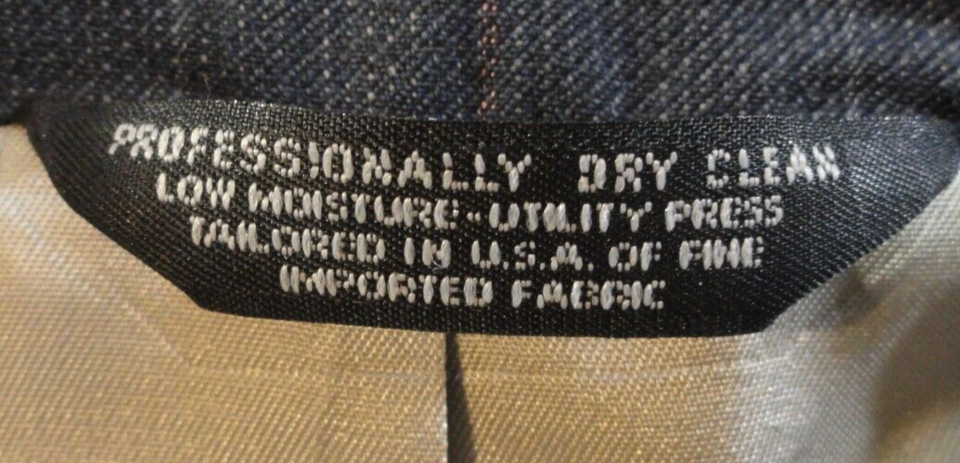 PROFESSIONALLY DRY CLEAN
LOW MOISTURE - UTILITY PRESS
TAILORED IN U.S.A. OF FINE
IMPORTED FABRIC